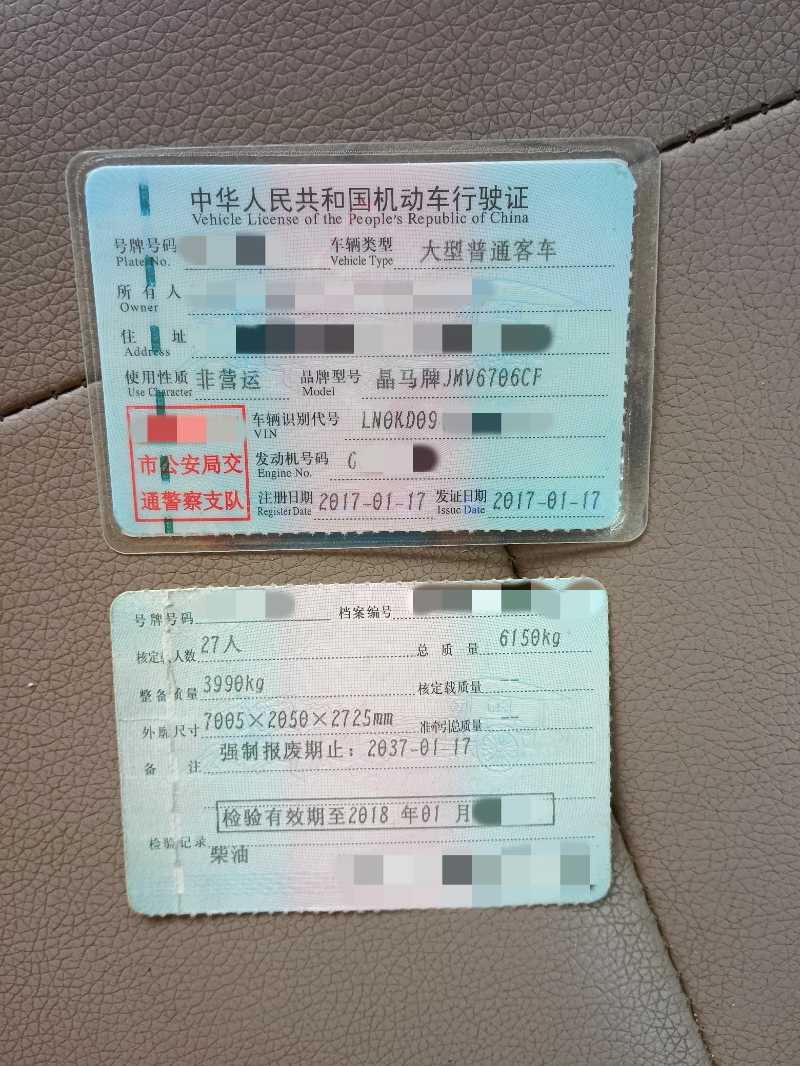 中华人民共和国机动车行驶证
Vehicle License of the People's Republic of China
号牌号码 车辆类型 大型普通客车
Plate No. Vehicle Type
所有人
Owner
住址
Address
使用性质 非营运 品牌型号 晶马牌JMV6706CF
Use Character Model
车辆识别代号 LN0KD09
VIN
市公安局交
通警察支队
发动机号码
Engine No.
注册日期 2017-01-17 发证日期 2017-01-17
Register Date Issue Date
号牌号码 档案编号
核定载人数 27人 总质量 6150kg
整备质量 3990kg 核定载质量 --
外廓尺寸 7005×2050×2725mm 准牵引总质量 --
备注 强制报废期止：2037-01-17
检验有效期至2018 年01 月
检验记录
柴油